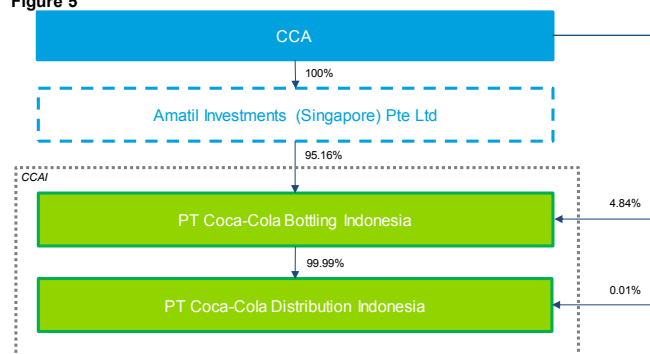 Figure 5
CCA
100%
Amatil Investments (Singapore) Pte Ltd
95.16%
CCAI
PT Coca-Cola Bottling Indonesia
4.84%
99.99%
PT Coca-Cola Distribution Indonesia
0.01%